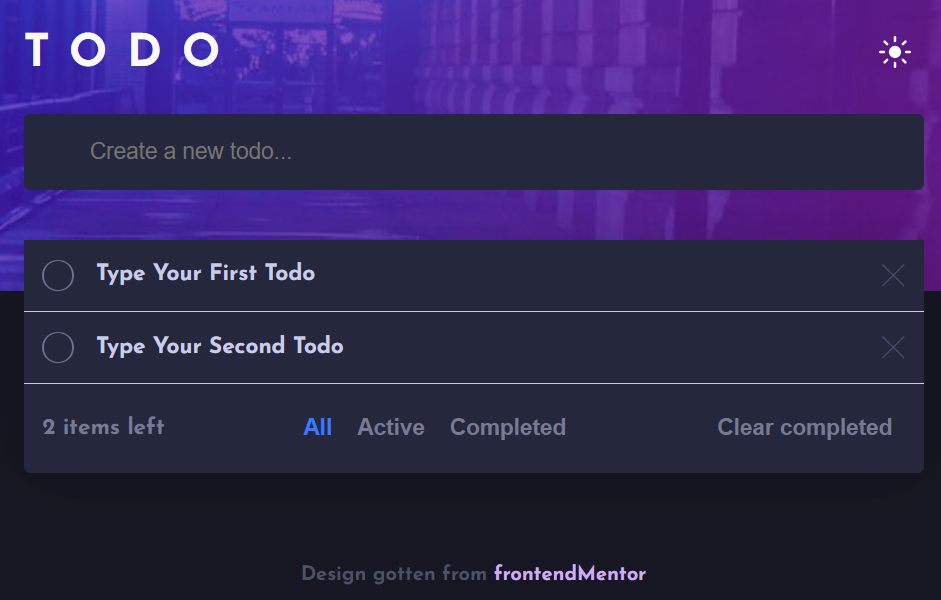 TODO
Create a new todo...
Type Your First Todo
Type Your Second Todo
2 items left All Active Completed Clear completed
Design gotten from frontendMentor